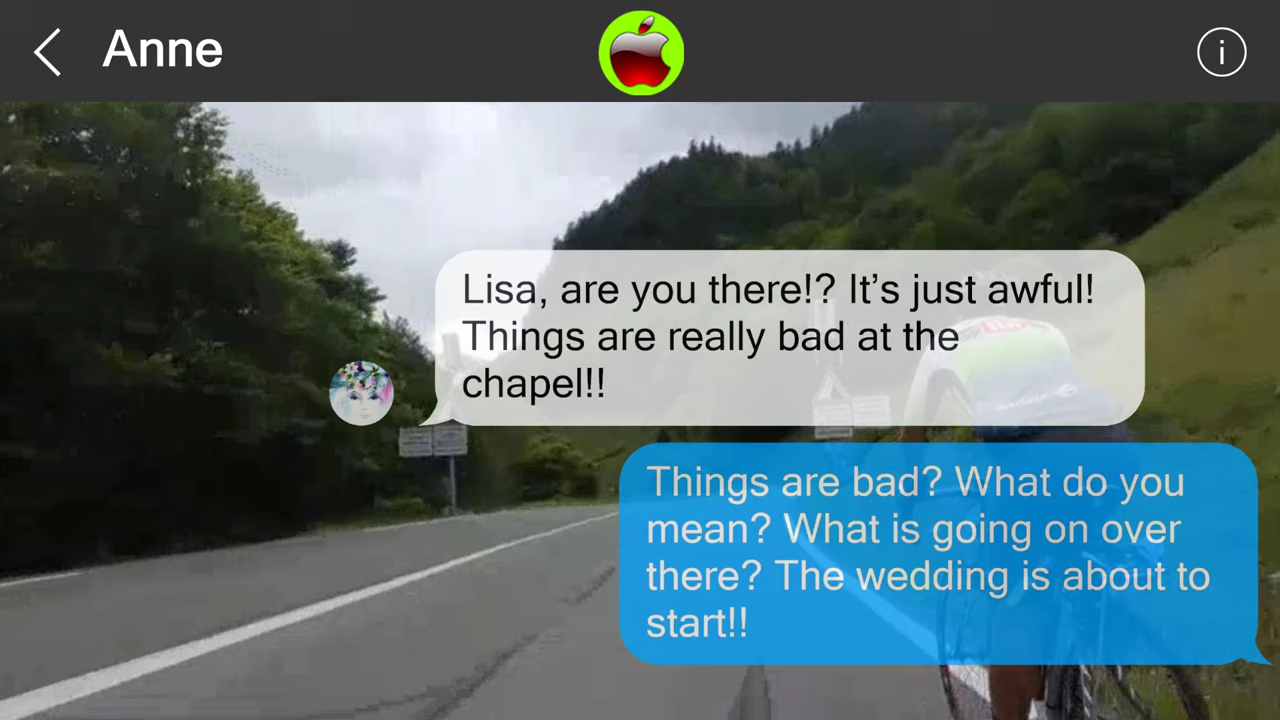 Anne
Lisa, are you there!? It’s just awful!
Things are really bad at the
chapel!!
Things are bad? What do you
mean? What is going on over
there? The wedding is about to
start!!